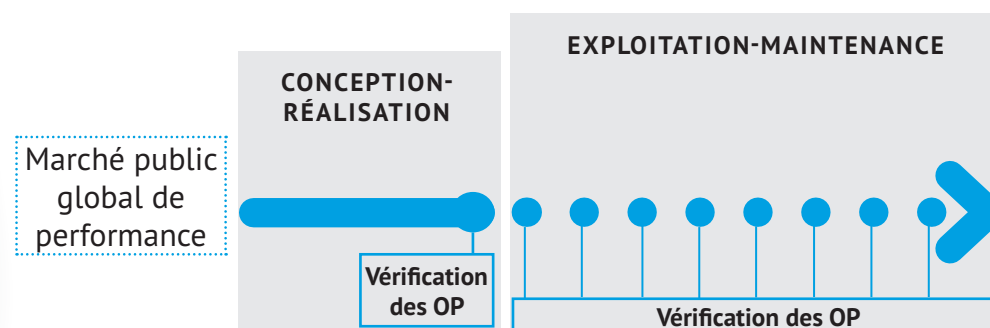 EXPLOITATION-MAINTENANCE
CONCEPTION-
RÉALISATION
Marché public
global de
performance
Vérification
des OP
Vérification des OP